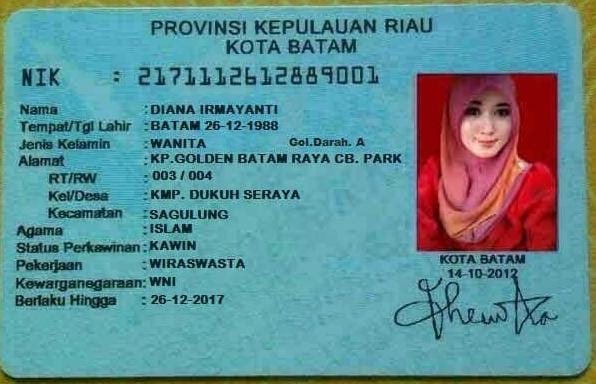 PROVINSI KEPULAUAN RIAU
KOTA BATAM
NIK : 2171112612889001
Nama : DIANA IRMAYANTI
Tempat/Tgl Lahir : BATAM 26-12-1988
Jenis Kelamin : WANITA Gol.Darah. A
Alamat : KP.GOLDEN BATAM RAYA CB. PARK
RT/RW : 003 / 004
Kel/Desa : KMP. DUKUH SERAYA
Kecamatan : SAGULUNG
Agama : ISLAM
Status Perkawinan : KAWIN
Pekerjaan : WIRASWASTA
Kewarganegaraan : WNI
Berlaku Hingga : 26-12-2017
KOTA BATAM
14-10-2012